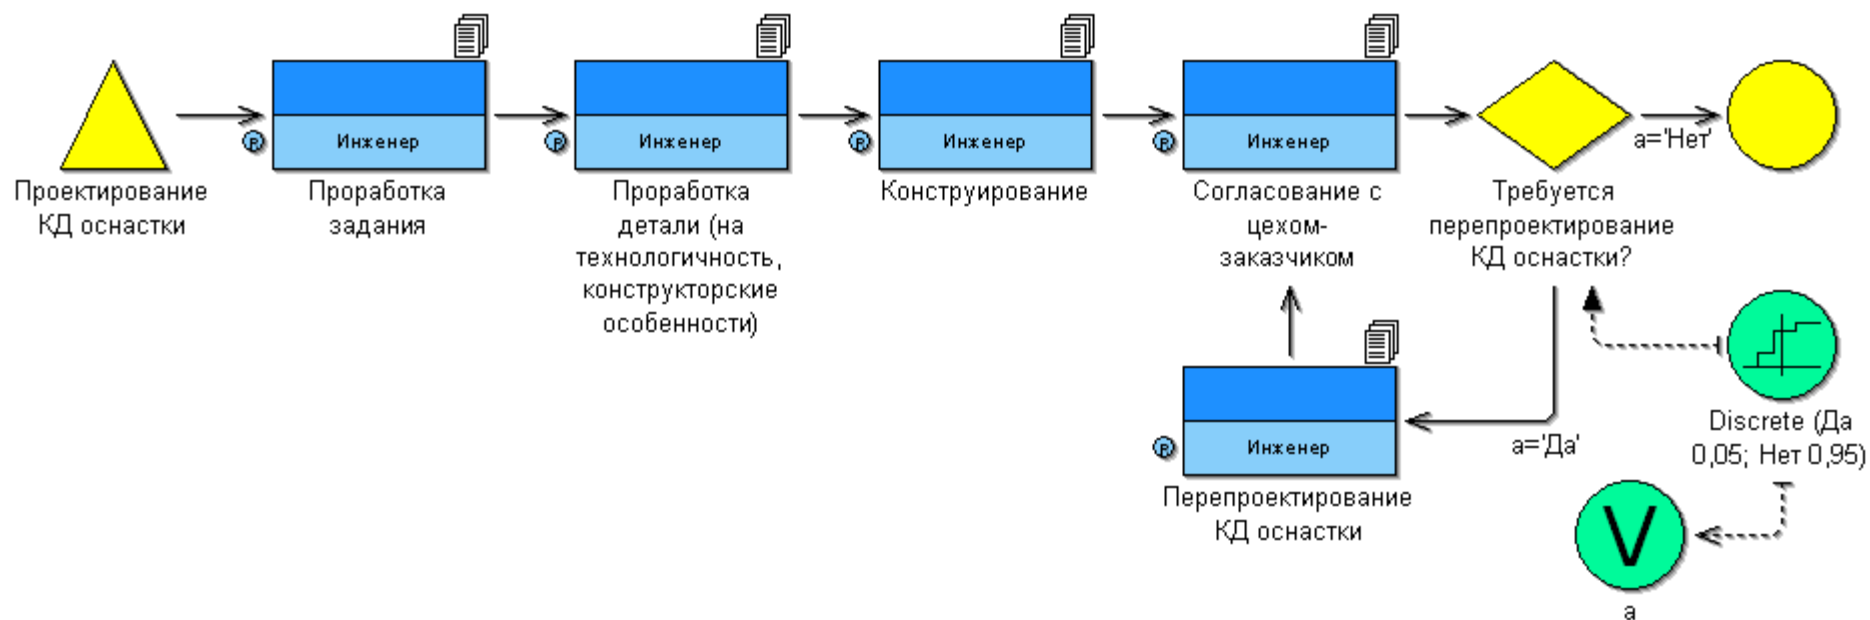 Проектирование
КД оснастки
P
Инженер
Проработка
задания
P
Инженер
Проработка
детали (на
технологичность,
конструкторские
особенности)
P
Инженер
Конструирование
P
Инженер
Согласование с
цехом-
заказчиком
Требуется
перепроектирование
КД оснастки?
a='Нет'
a='Да'
P
Инженер
Перепроектирование
КД оснастки
Discrete (Да
0,05; Нет 0,95)
V
a